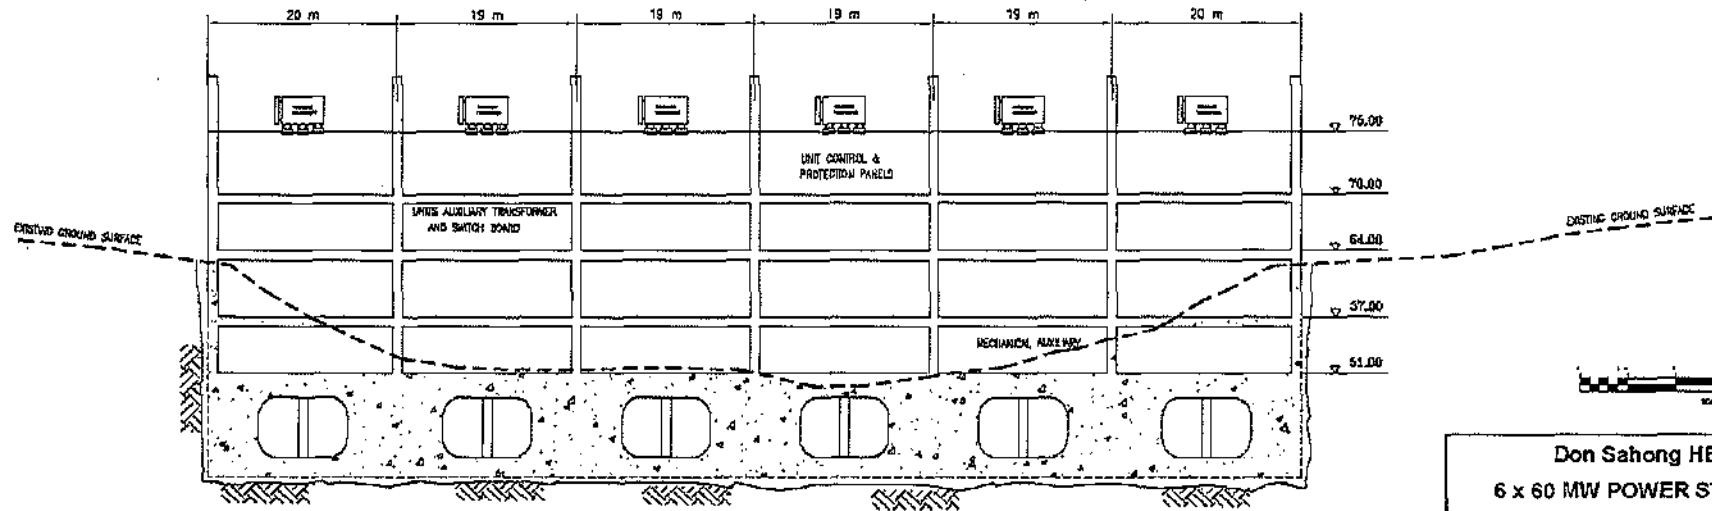 20 m 19 m 19 m 19 m 19 m 20 m
75.00
UNIT CONTROL &
PROTECTION PANELS
70.00
UNITS AUXILIARY TRANSFORMER
AND SWITCH BOARD
EXISTING GROUND SURFACE
EXISTING GROUND SURFACE
64.00
57.00
MECHANICAL AUXILIARY
51.00
Don Sahong HE
6 x 60 MW POWER ST